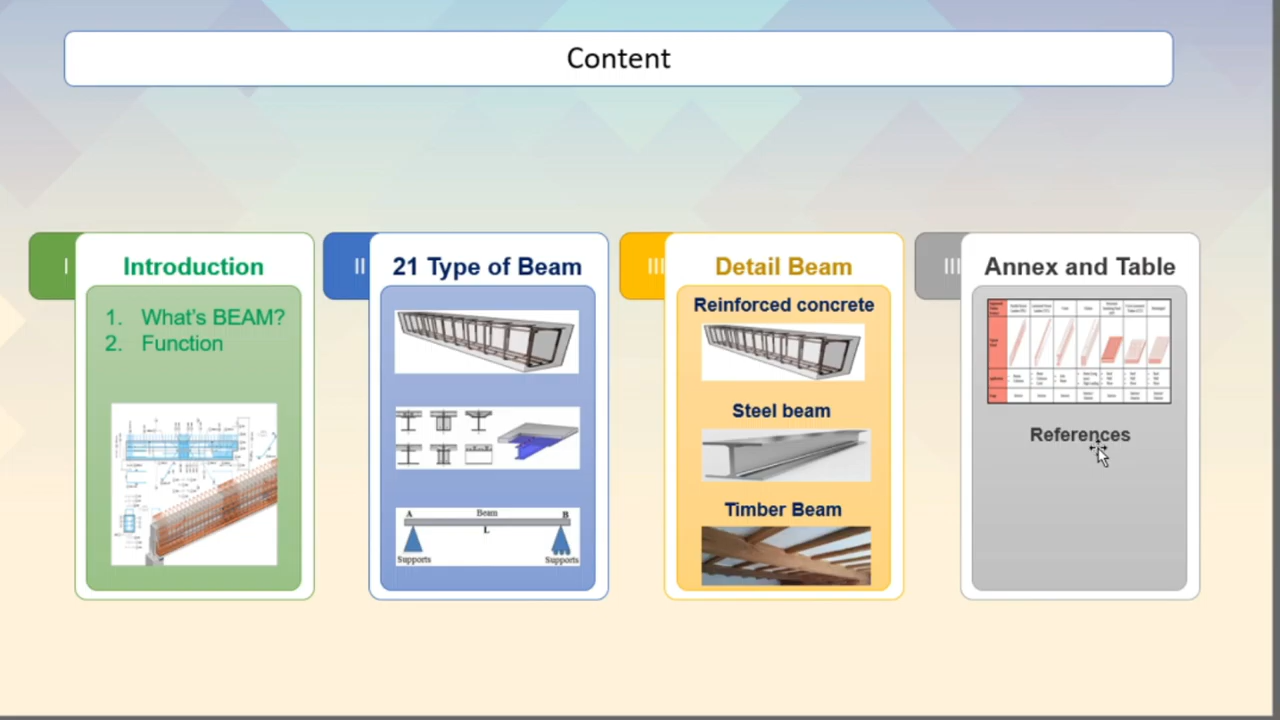 Content
I
Introduction
1. What's BEAM?
2. Function
II
21 Type of Beam
A
Beam
B
L
Supports
Supports
III
Detail Beam
Reinforced concrete
Steel beam
Timber Beam
III
Annex and Table
References